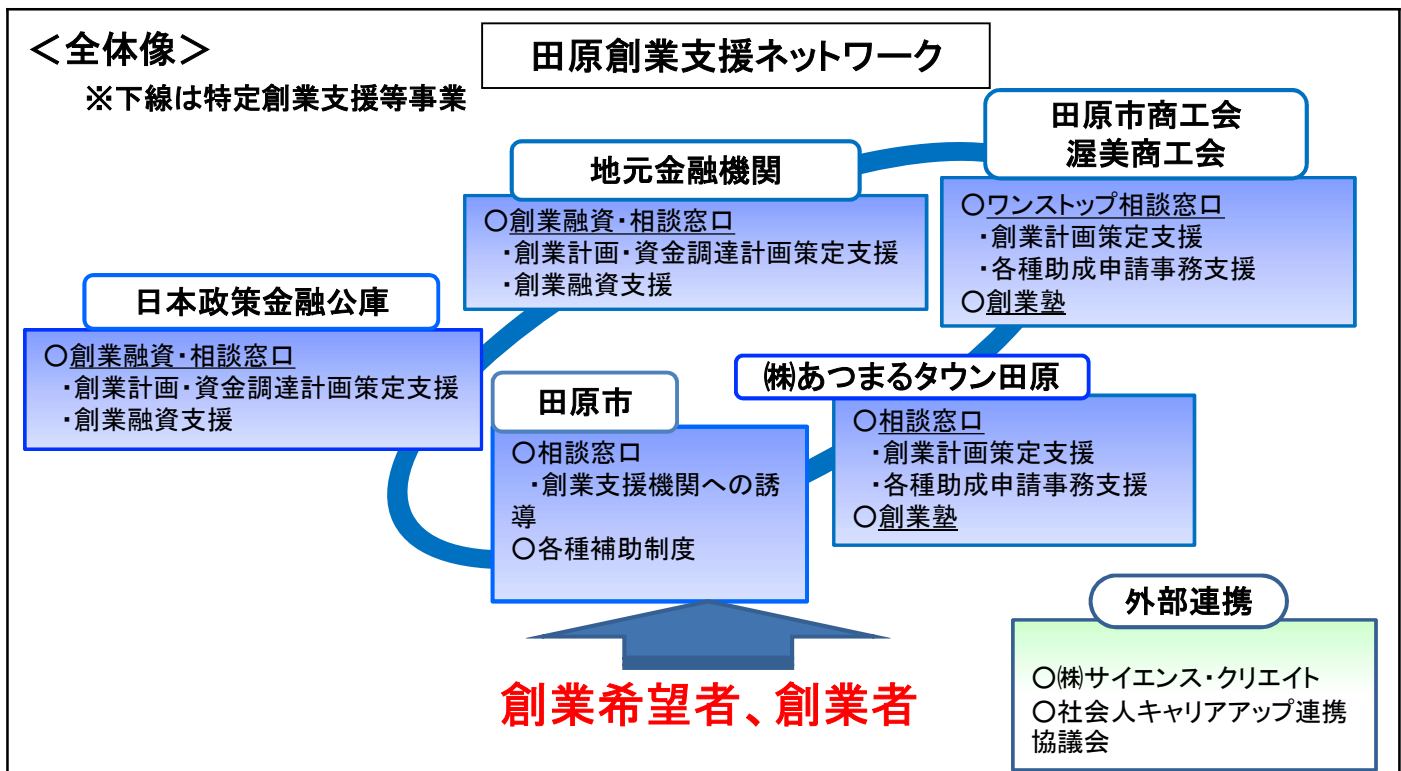 <全体像>
※下線は特定創業支援等事業
田原創業支援ネットワーク
田原市商工会
渥美商工会
〇ワンストップ相談窓口
・創業計画策定支援
・各種助成申請事務支援
〇創業塾
地元金融機関
〇創業融資・相談窓口
・創業計画・資金調達計画策定支援
・創業融資支援
日本政策金融公庫
〇創業融資・相談窓口
・創業計画・資金調達計画策定支援
・創業融資支援
㈱あつまるタウン田原
〇相談窓口
・創業計画策定支援
・各種助成申請事務支援
〇創業塾
田原市
〇相談窓口
・創業支援機関への誘
導
〇各種補助制度
創業希望者、創業者
外部連携
〇㈱サイエンス・クリエイト
〇社会人キャリアアップ連携
協議会